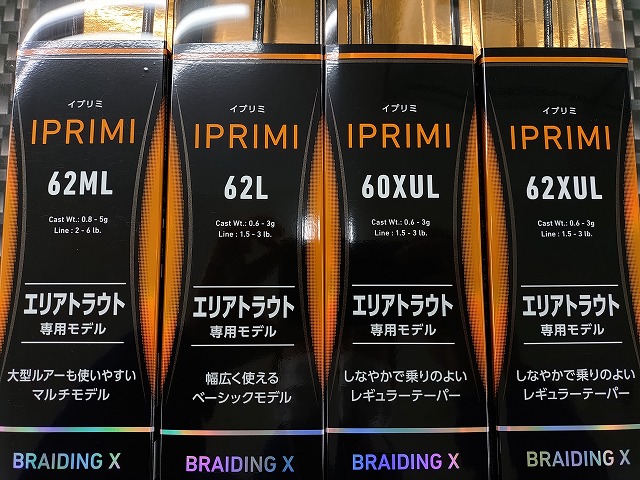 イプリミ
IPRIMI
62ML
Cast Wt.: 0.8 - 5g
Line : 2 - 6 lb.
エリアトラウト
専用モデル
大型ルアーも使いやすい
マルチモデル
BRAIDING X
イプリミ
IPRIMI
62L
Cast Wt.: 0.6 - 3g
Line : 1.5 - 3 lb.
エリアトラウト
専用モデル
幅広く使える
ベーシックモデル
BRAIDING X
イプリミ
IPRIMI
60XUL
Cast Wt.: 0.6 - 3g
Line : 1.5 - 3 lb.
エリアトラウト
専用モデル
しなやかで乗りのよい
レギュラーテーパー
BRAIDING X
イプリミ
IPRIMI
62XUL
Cast Wt.: 0.6 - 3g
Line : 1.5 - 3 lb.
エリアトラウト
専用モデル
しなやかで乗りのよい
レギュラーテーパー
BRAIDING X